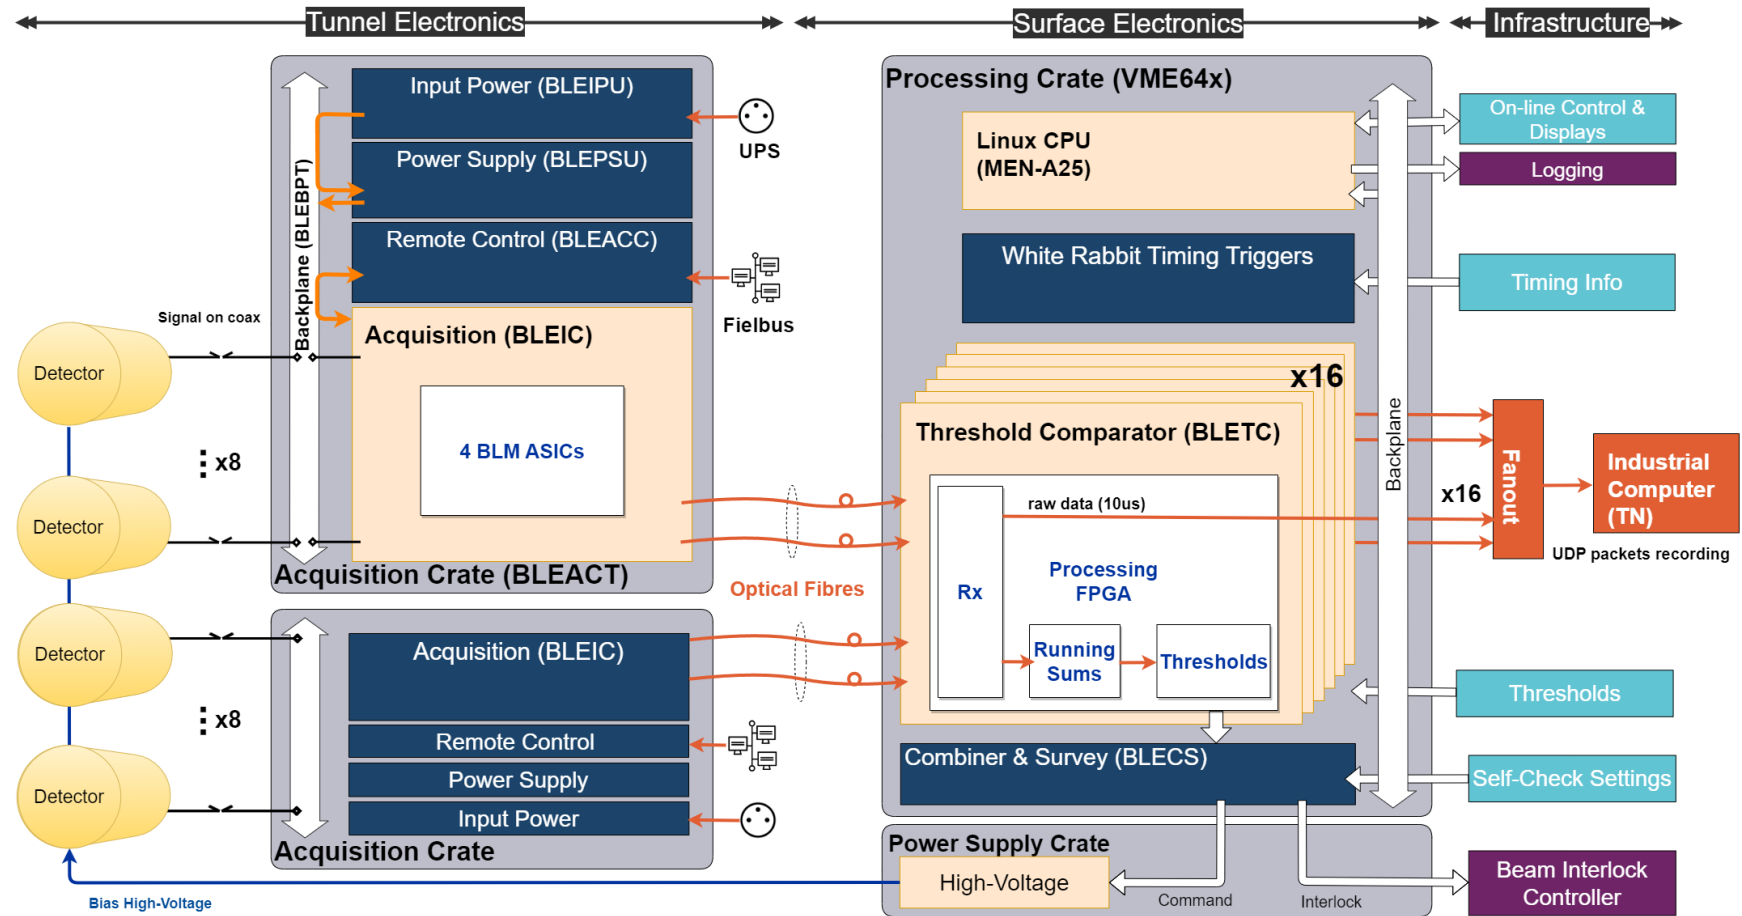 Tunnel Electronics
Surface Electronics
Infrastructure
Input Power (BLEIPU)
Power Supply (BLEPSU)
Remote Control (BLEACC)
Backplane (BLEBPT)
UPS
Fielbus
Signal on coax
Acquisition (BLEIC)
4 BLM ASICs
Acquisition Crate (BLEACT)
Detector
x8
Detector
Detector
x8
Detector
Optical Fibres
Acquisition (BLEIC)
Remote Control
Power Supply
Input Power
Acquisition Crate
Bias High-Voltage
Processing Crate (VME64x)
Linux CPU
(MEN-A25)
White Rabbit Timing Triggers
x16
Threshold Comparator (BLETC)
raw data (10us)
Rx
Processing
FPGA
Running
Sums
Thresholds
Backplane
Combiner & Survey (BLECS)
Power Supply Crate
High-Voltage
Command
Interlock
On-line Control &
Displays
Logging
Timing Info
x16
Fanout
Industrial
Computer
(TN)
UDP packets recording
Thresholds
Self-Check Settings
Beam Interlock
Controller